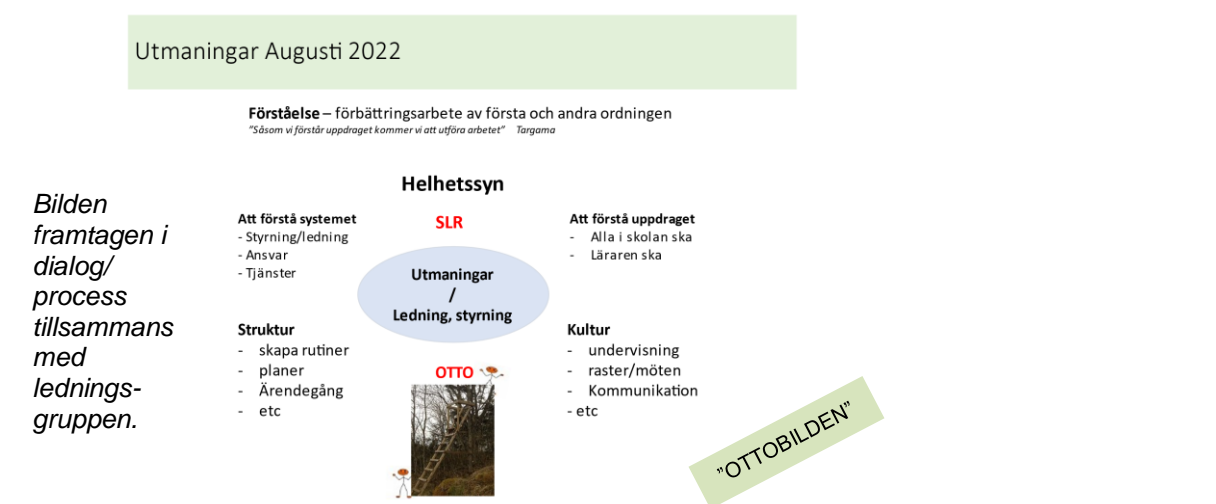 Utmaningar Augusti 2022
Förståelse – förbättringsarbete av första och andra ordningen
"Såsom vi förstår uppdraget kommer vi att utföra arbetet" Targama
Helhetssyn
Bilden
framtagen i
dialog/
process
tillsammans
med
lednings-
gruppen.
Att förstå systemet
- Styrning/ledning
- Ansvar
- Tjänster
SLR
Att förstå uppdraget
- Alla i skolan ska
- Läraren ska
Utmaningar
/
Ledning, styrning
Struktur
- skapa rutiner
- planer
- Ärendegång
- etc
OTTO
Kultur
- undervisning
- raster/möten
- Kommunikation
- etc
"OTTOBILDEN"